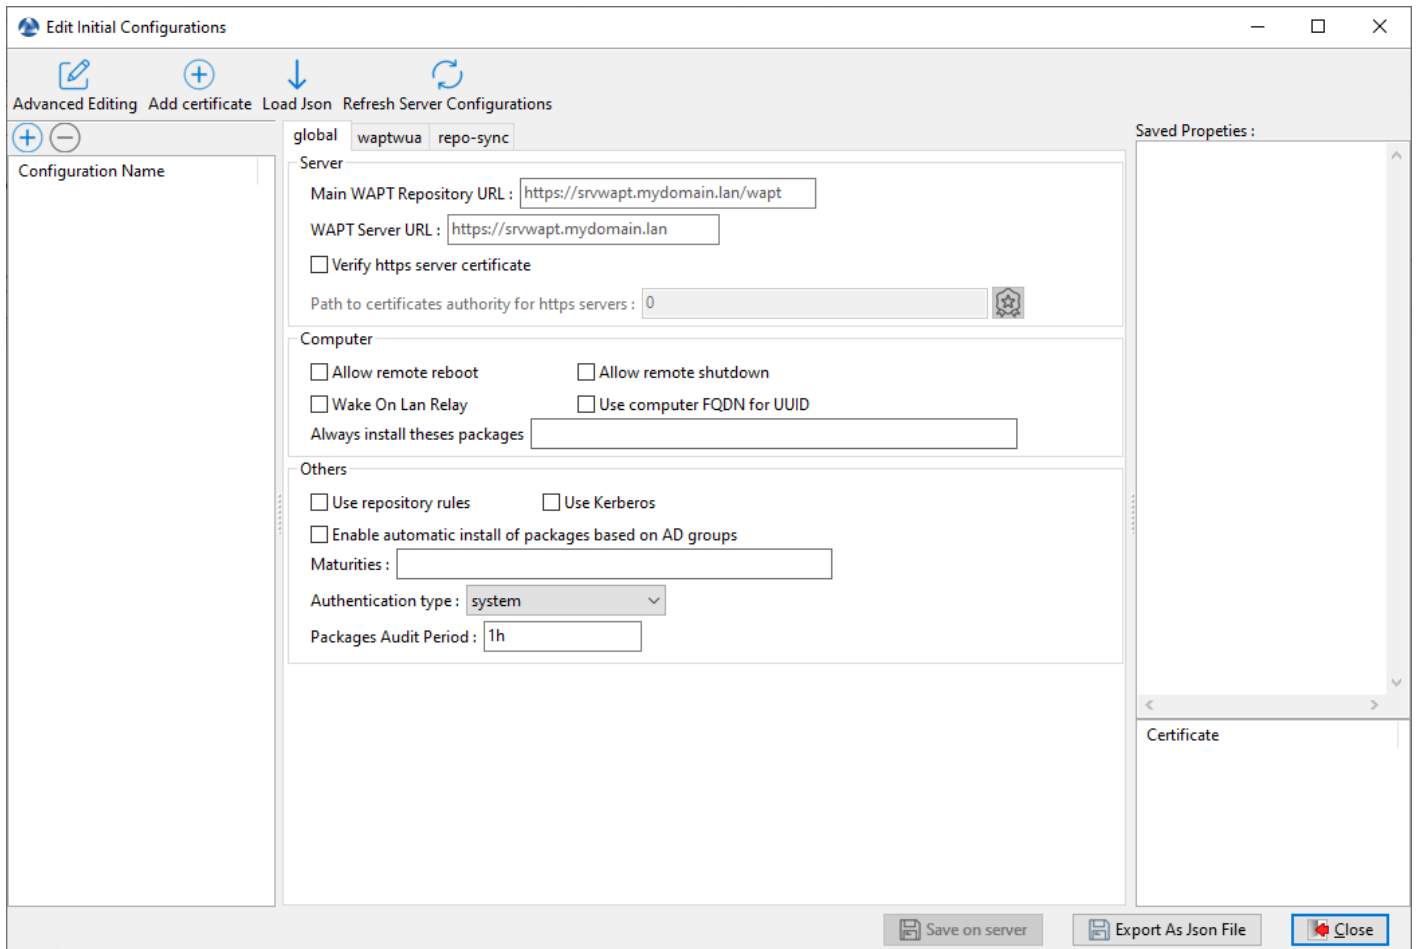 Edit Initial Configurations
Advanced Editing Add certificate Load Json Refresh Server Configurations
Configuration Name
global waptwua repo-sync
Server
Main WAPT Repository URL : https://srvwapt.mydomain.lan/wapt
WAPT Server URL : https://srvwapt.mydomain.lan
Verify https server certificate
Path to certificates authority for https servers : 0
Computer
Allow remote reboot Allow remote shutdown
Wake On Lan Relay Use computer FQDN for UUID
Always install theses packages
Others
Use repository rules Use Kerberos
Enable automatic install of packages based on AD groups
Maturities :
Authentication type : system
Packages Audit Period : 1h
Saved Propeties :
Certificate
Save on server Export As Json File Close